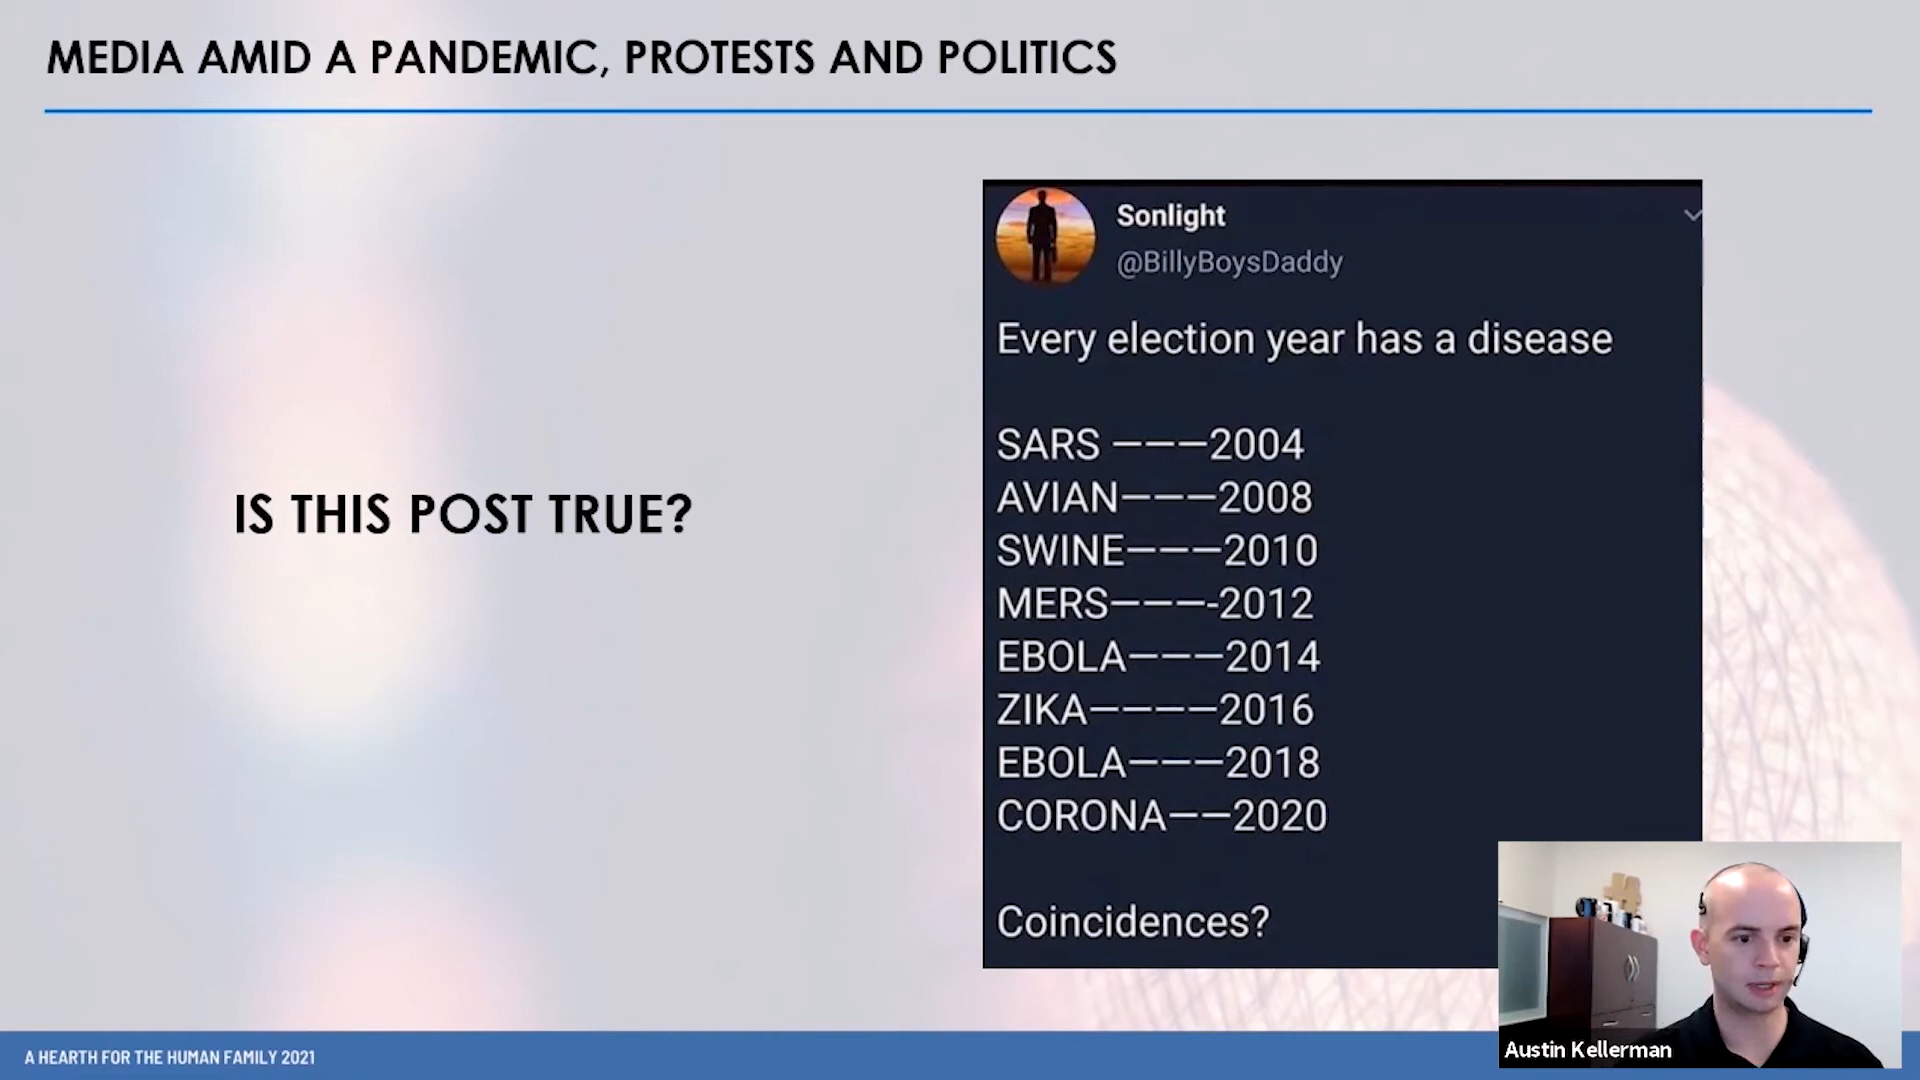 MEDIA AMID A PANDEMIC, PROTESTS AND POLITICS
IS THIS POST TRUE?
Sonlight
@BillyBoysDaddy
Every election year has a disease
SARS ———2004
AVIAN———2008
SWINE———2010
MERS———-2012
EBOLA———2014
ZIKA————2016
EBOLA———2018
CORONA——2020
Coincidences?
A HEARTH FOR THE HUMAN FAMILY 2021
Austin Kellerman